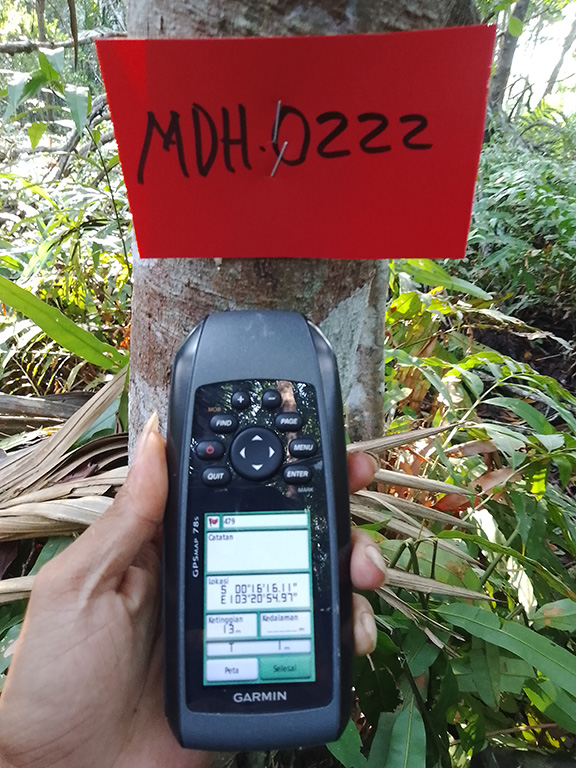 MDH.0222
MOB
FIND
PAGE
MENU
QUIT
ENTER
MARK
GPSMAP 78s
479
Catatan
Lokasi
S 00°16'16.11"
E 103°20'54.97"
Ketinggian
Kedalaman
13
Peta
Selesai
GARMIN